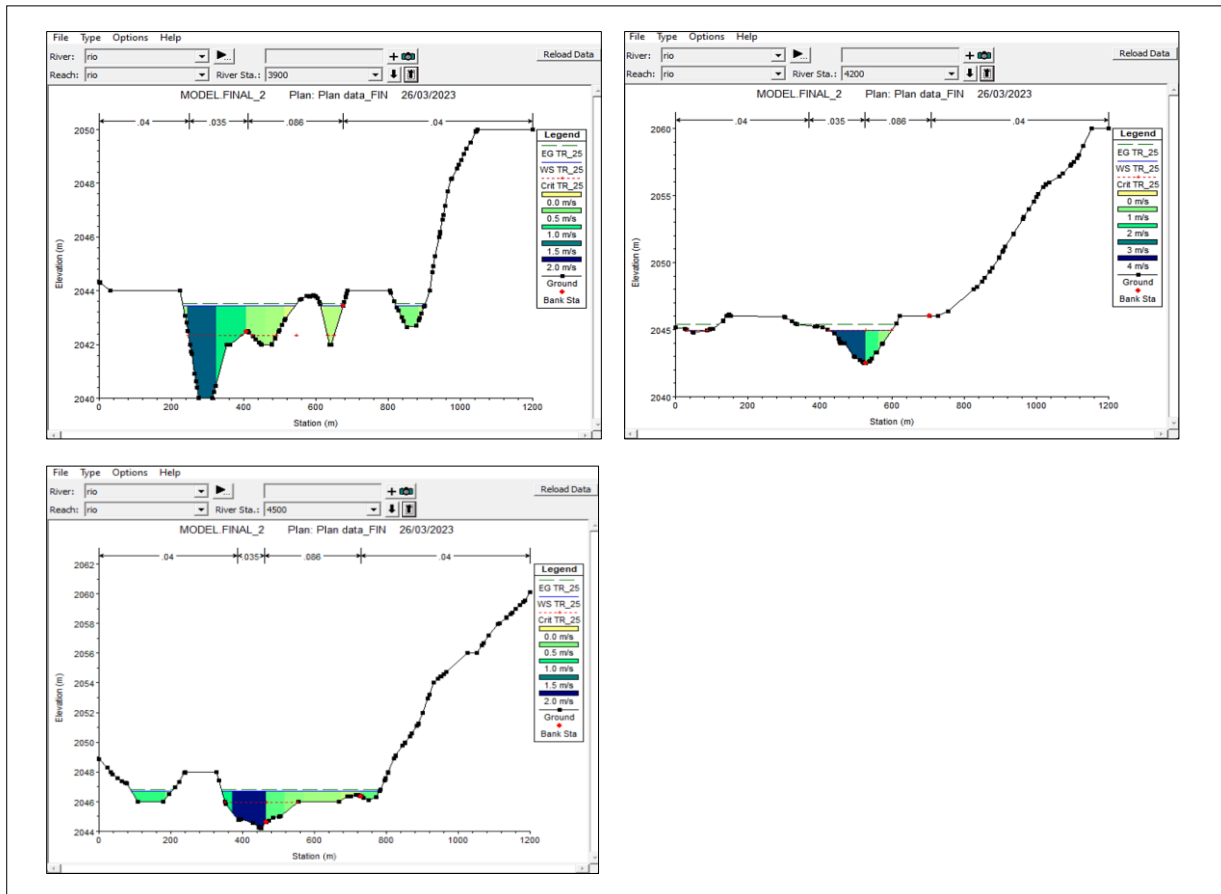 File Type Options Help
River: rio Reload Data
Reach: rio River Sta.: 3900
MODEL.FINAL_2 Plan: Plan data_FIN 26/03/2023
.04 .035 .086 .04
2050
2048
2046
2044
2042
2040
Elevation (m)
0 200 400 600 800 1000 1200
Station (m)
Legend
EG TR_25
WS TR_25
Crit TR_25
0.0 m/s
0.5 m/s
1.0 m/s
1.5 m/s
2.0 m/s
Ground
Bank Sta
File Type Options Help
River: rio Reload Data
Reach: rio River Sta.: 4200
MODEL.FINAL_2 Plan: Plan data_FIN 26/03/2023
.04 .035 .086 .04
2060
2055
2050
2045
2040
Elevation (m)
0 200 400 600 800 1000 1200
Station (m)
Legend
EG TR_25
WS TR_25
Crit TR_25
0 m/s
1 m/s
2 m/s
3 m/s
4 m/s
Ground
Bank Sta
File Type Options Help
River: rio Reload Data
Reach: rio River Sta.: 4500
MODEL.FINAL_2 Plan: Plan data_FIN 26/03/2023
.04 .035 .086 .04
2062
2060
2058
2056
2054
2052
2050
2048
2046
2044
Elevation (m)
0 200 400 600 800 1000 1200
Station (m)
Legend
EG TR_25
WS TR_25
Crit TR_25
0.0 m/s
0.5 m/s
1.0 m/s
1.5 m/s
2.0 m/s
Ground
Bank Sta